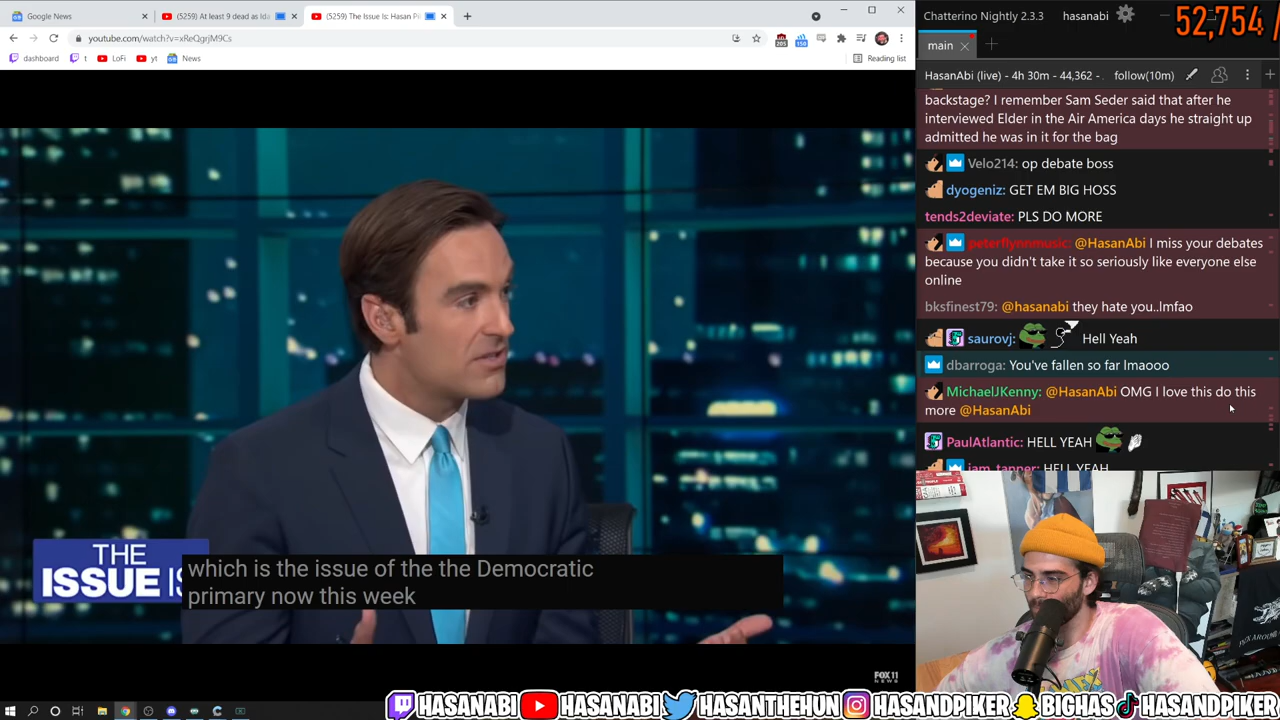 Google News
(5259) At least 9 dead as Ida
(5259) The Issue Is: Hasan Pi
youtube.com/watch?v=xReQgrjM9Cs
205
150
dashboard
t
LoFi
yt
News
Reading list
THE
ISSUE IS
which is the issue of the the Democratic
primary now this week
FOX 11
NEWS
Chatterino Nightly 2.3.3
hasanabi
52,754 /
main
HasanAbi (live) - 4h 30m - 44,362 -
follow(10m)
backstage? I remember Sam Seder said that after he
interviewed Elder in the Air America days he straight up
admitted he was in it for the bag
Velo214: op debate boss
dyogeniz: GET EM BIG HOSS
tends2deviate: PLS DO MORE
peterflynnmusic: @HasanAbi I miss your debates
because you didn't take it so seriously like everyone else
online
bksfinest79: @hasanabi they hate you..lmfao
saurovj: Hell Yeah
dbarroga: You've fallen so far lmaooo
MichaelJKenny: @HasanAbi OMG I love this do this
more @HasanAbi
PaulAtlantic: HELL YEAH
iam_tanner: HELL YEAH
HASANABI
HASANABI
HASANTHEHUN
HASANDPIKER
BIGHAS
HASANDPIKER